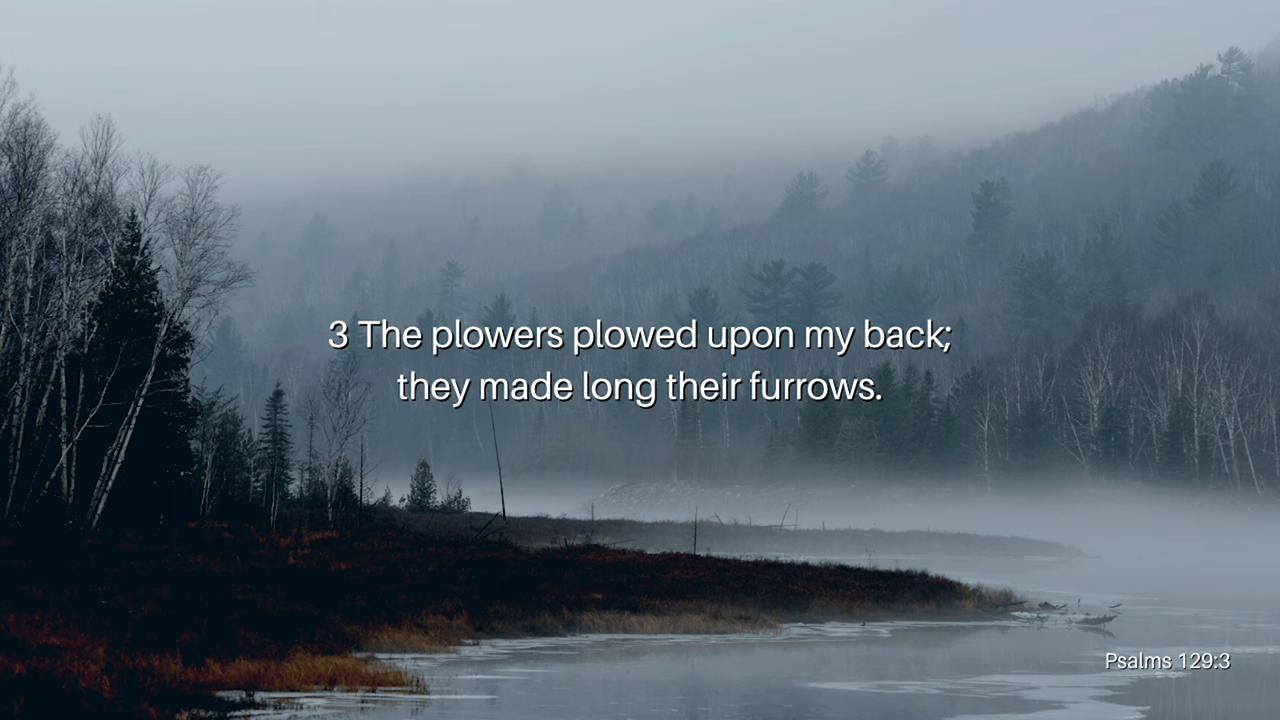 3 The plowers plowed upon my back;
they made long their furrows.
Psalms 129:3